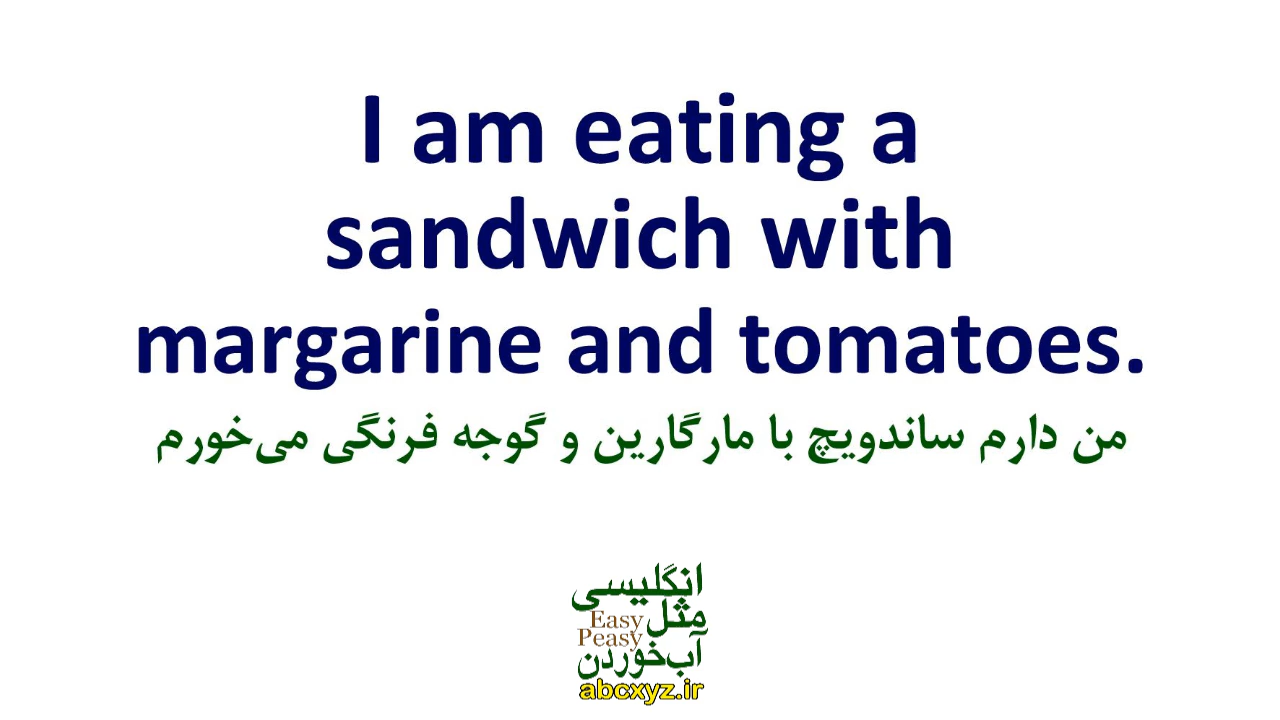 I am eating a
sandwich with
margarine and tomatoes.
من دارم ساندویچ با مارگارین و گوجه فرنگی می‌خورم
انگلیسی
مثل
Easy
Peasy
آب‌خوردن
abcxyz.ir